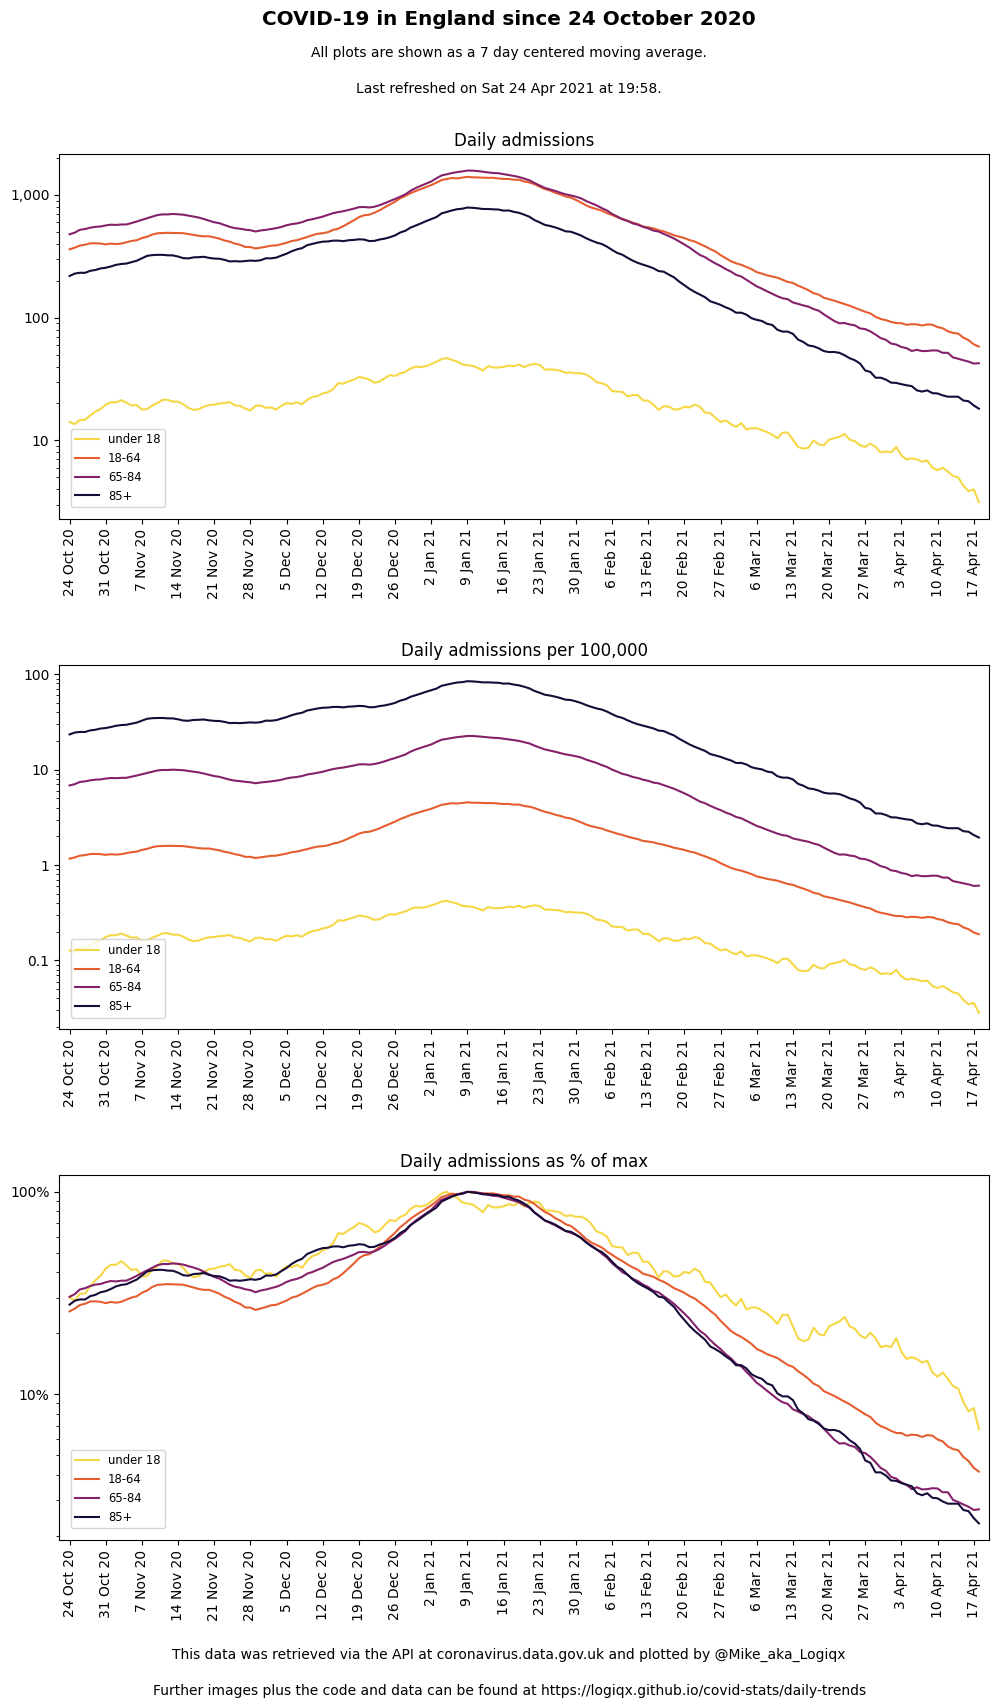 COVID-19 in England since 24 October 2020
All plots are shown as a 7 day centered moving average.
Last refreshed on Sat 24 Apr 2021 at 19:58.
Daily admissions
1,000
100
10
under 18
18-64
65-84
85+
24 Oct 20
31 Oct 20
7 Nov 20
14 Nov 20
21 Nov 20
28 Nov 20
5 Dec 20
12 Dec 20
19 Dec 20
26 Dec 20
2 Jan 21
9 Jan 21
16 Jan 21
23 Jan 21
30 Jan 21
6 Feb 21
13 Feb 21
20 Feb 21
27 Feb 21
6 Mar 21
13 Mar 21
20 Mar 21
27 Mar 21
3 Apr 21
10 Apr 21
17 Apr 21
Daily admissions per 100,000
100
10
1
0.1
under 18
18-64
65-84
85+
24 Oct 20
31 Oct 20
7 Nov 20
14 Nov 20
21 Nov 20
28 Nov 20
5 Dec 20
12 Dec 20
19 Dec 20
26 Dec 20
2 Jan 21
9 Jan 21
16 Jan 21
23 Jan 21
30 Jan 21
6 Feb 21
13 Feb 21
20 Feb 21
27 Feb 21
6 Mar 21
13 Mar 21
20 Mar 21
27 Mar 21
3 Apr 21
10 Apr 21
17 Apr 21
Daily admissions as % of max
100%
10%
under 18
18-64
65-84
85+
24 Oct 20
31 Oct 20
7 Nov 20
14 Nov 20
21 Nov 20
28 Nov 20
5 Dec 20
12 Dec 20
19 Dec 20
26 Dec 20
2 Jan 21
9 Jan 21
16 Jan 21
23 Jan 21
30 Jan 21
6 Feb 21
13 Feb 21
20 Feb 21
27 Feb 21
6 Mar 21
13 Mar 21
20 Mar 21
27 Mar 21
3 Apr 21
10 Apr 21
17 Apr 21
This data was retrieved via the API at coronavirus.data.gov.uk and plotted by @Mike_aka_Logiqx
Further images plus the code and data can be found at https://logiqx.github.io/covid-stats/daily-trends